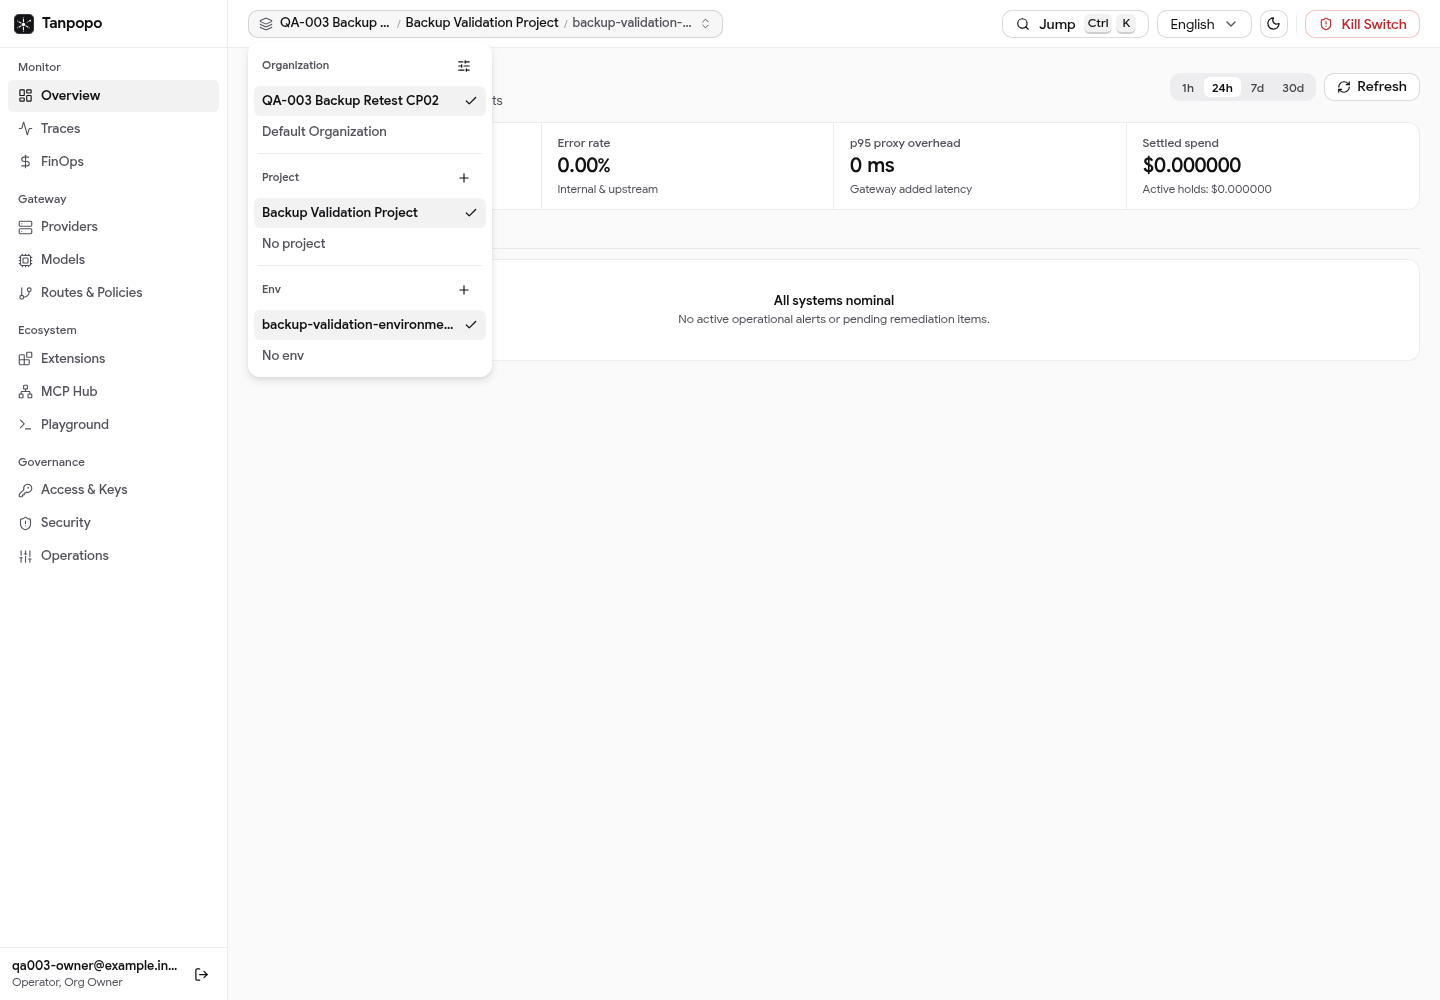 Tanpopo
QA-003 Backup ... / Backup Validation Project / backup-validation-...
Jump Ctrl K
English
Kill Switch
Monitor
Overview
Traces
FinOps
Gateway
Providers
Models
Routes & Policies
Ecosystem
Extensions
MCP Hub
Playground
Governance
Access & Keys
Security
Operations
qa003-owner@example.in...
Operator, Org Owner
Organization
QA-003 Backup Retest CP02
Default Organization
Project
Backup Validation Project
No project
Env
backup-validation-environme...
No env
ts
1h 24h 7d 30d
Refresh
Error rate
0.00%
Internal & upstream
p95 proxy overhead
0 ms
Gateway added latency
Settled spend
$0.000000
Active holds: $0.000000
All systems nominal
No active operational alerts or pending remediation items.